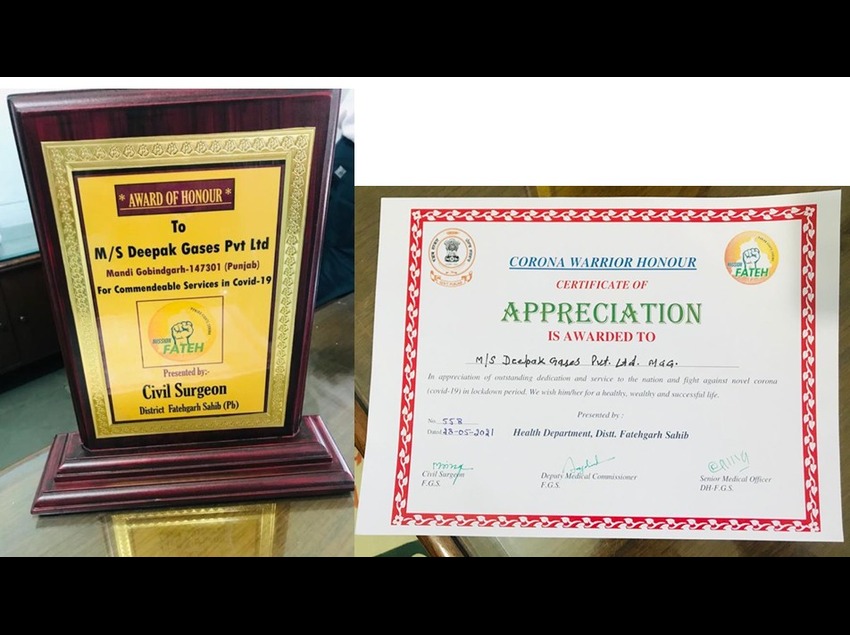 * AWARD OF HONOUR *
To
M/S Deepak Gases Pvt Ltd
Mandi Gobindgarh-147301 (Punjab)
For Commendeable Services in Covid-19
MISSION
FATEH
Presented by:-
Civil Surgeon
District Fatehgarh Sahib (Pb)
CORONA WARRIOR HONOUR
MISSION
FATEH
CERTIFICATE OF
APPRECIATION
IS AWARDED TO
M/S Deepak Gases Pvt. Ltd. MGG.
In appreciation of outstanding dedication and service to the nation and fight against novel corona
(covid-19) in lockdown period. We wish him/her for a healthy, wealthy and successful life.
Presented by :
No. 558
Dated 28-05-2021
Health Department, Distt. Fatehgarh Sahib
Civil Surgeon
F.G.S.
Deputy Medical Commissioner
F.G.S.
Senior Medical Officer
DH-F.G.S.